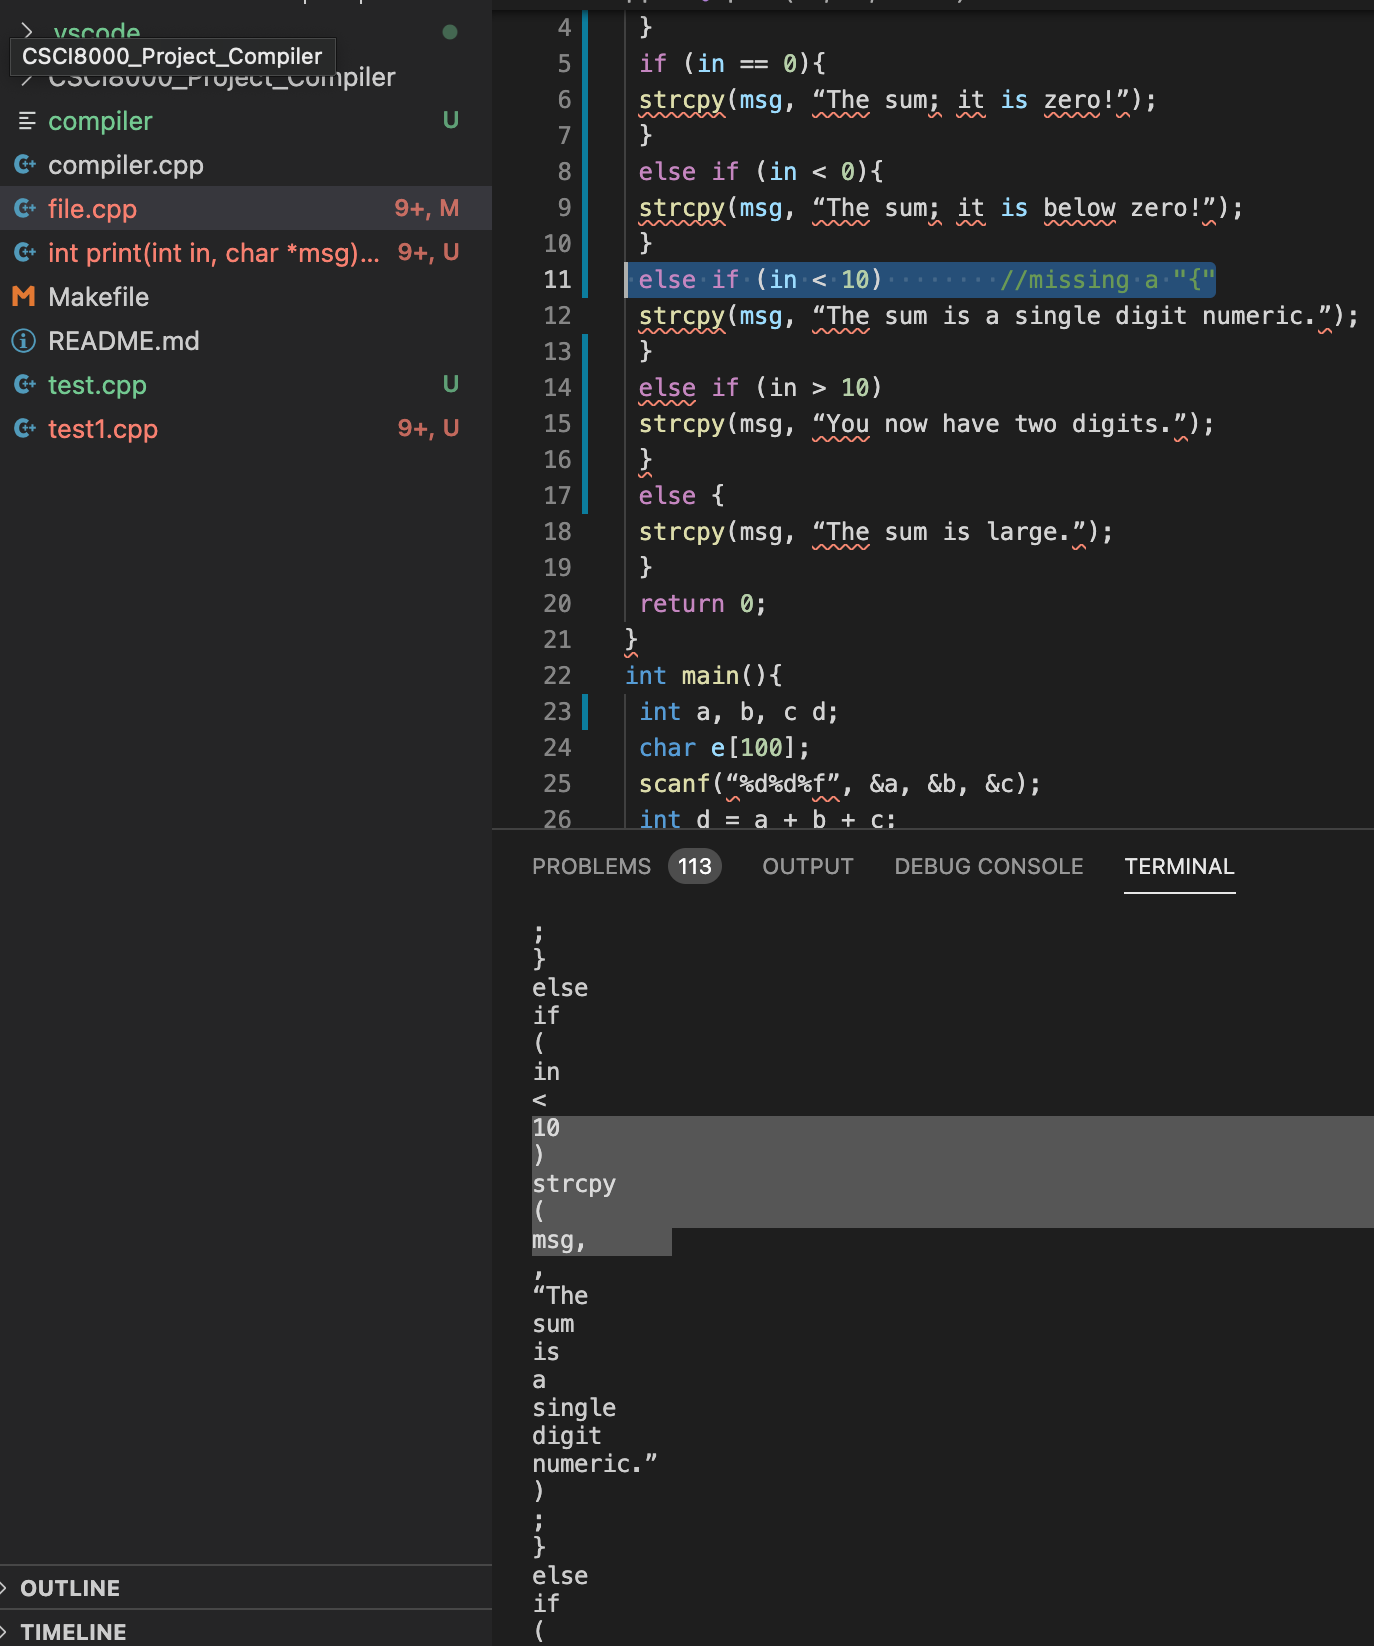 .vscode
CSCI8000_Project_Compiler
CSCI8000_Project_Compiler
compiler U
compiler.cpp
file.cpp 9+, M
int print(int in, char *msg)... 9+, U
Makefile
README.md
test.cpp U
test1.cpp 9+, U
OUTLINE
TIMELINE
4 }
5 if (in == 0){
6 strcpy(msg, “The sum; it is zero!”);
7 }
8 else if (in < 0){
9 strcpy(msg, “The sum; it is below zero!”);
10 }
11 else if (in < 10) //missing a "{"
12 strcpy(msg, “The sum is a single digit numeric.”);
13 }
14 else if (in > 10)
15 strcpy(msg, “You now have two digits.”);
16 }
17 else {
18 strcpy(msg, “The sum is large.”);
19 }
20 return 0;
21 }
22 int main(){
23 int a, b, c d;
24 char e[100];
25 scanf(“%d%d%f”, &a, &b, &c);
26 int d = a + b + c;
PROBLEMS 113 OUTPUT DEBUG CONSOLE TERMINAL
;
}
else
if
(
in
<
10
)
strcpy
(
msg,
,
“The
sum
is
a
single
digit
numeric.”
)
;
}
else
if
(